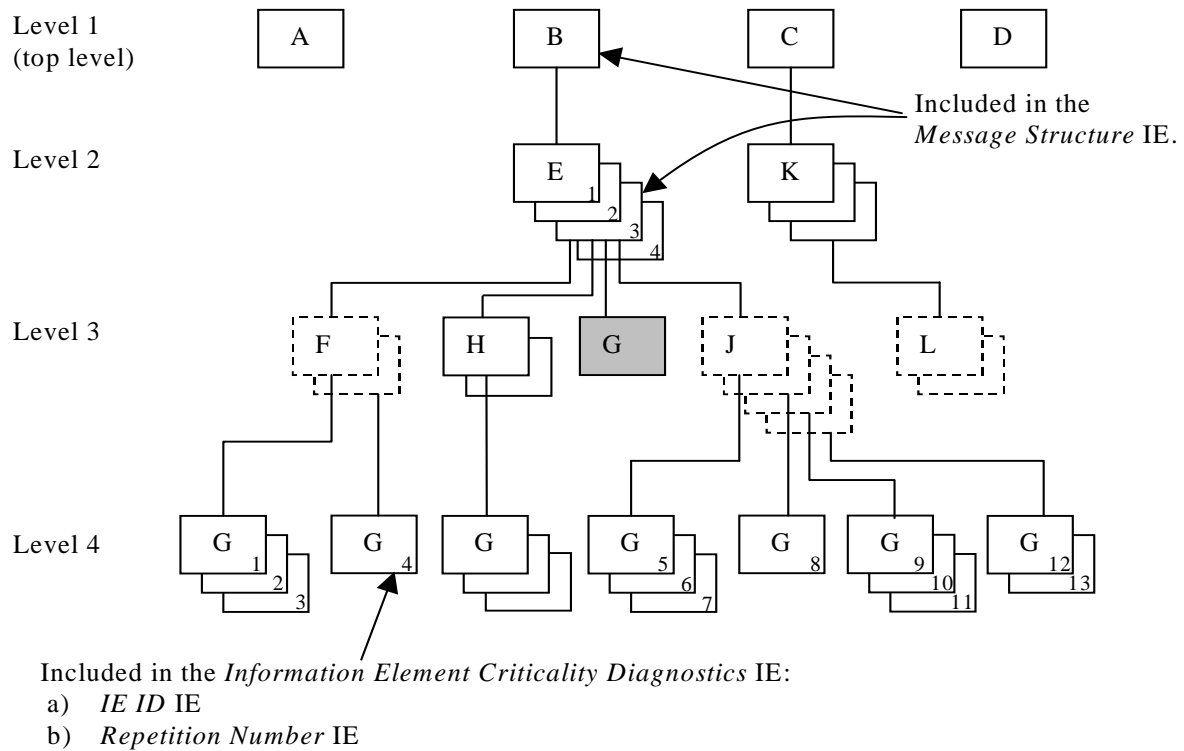 Level 1
(top level)
A
B
C
D
Included in the
Message Structure IE.
Level 2
E
1
2
3
4
K
Level 3
F
H
G
J
L
Level 4
G
1
2
3
G
4
G
G
5
6
7
G
8
G
9
10
11
G
12
13
Included in the Information Element Criticality Diagnostics IE:
a) IE ID IE
b) Repetition Number IE